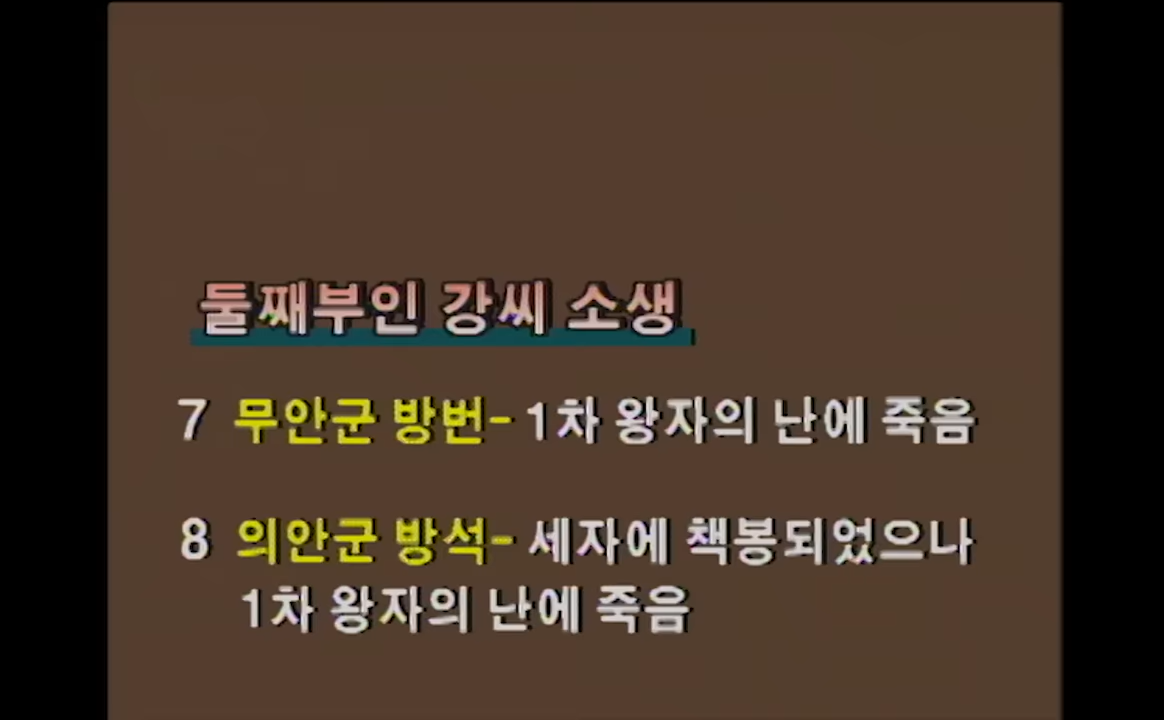 둘째부인 강씨 소생
7 무안군 방번- 1차 왕자의 난에 죽음
8 의안군 방석- 세자에 책봉되었으나
1차 왕자의 난에 죽음